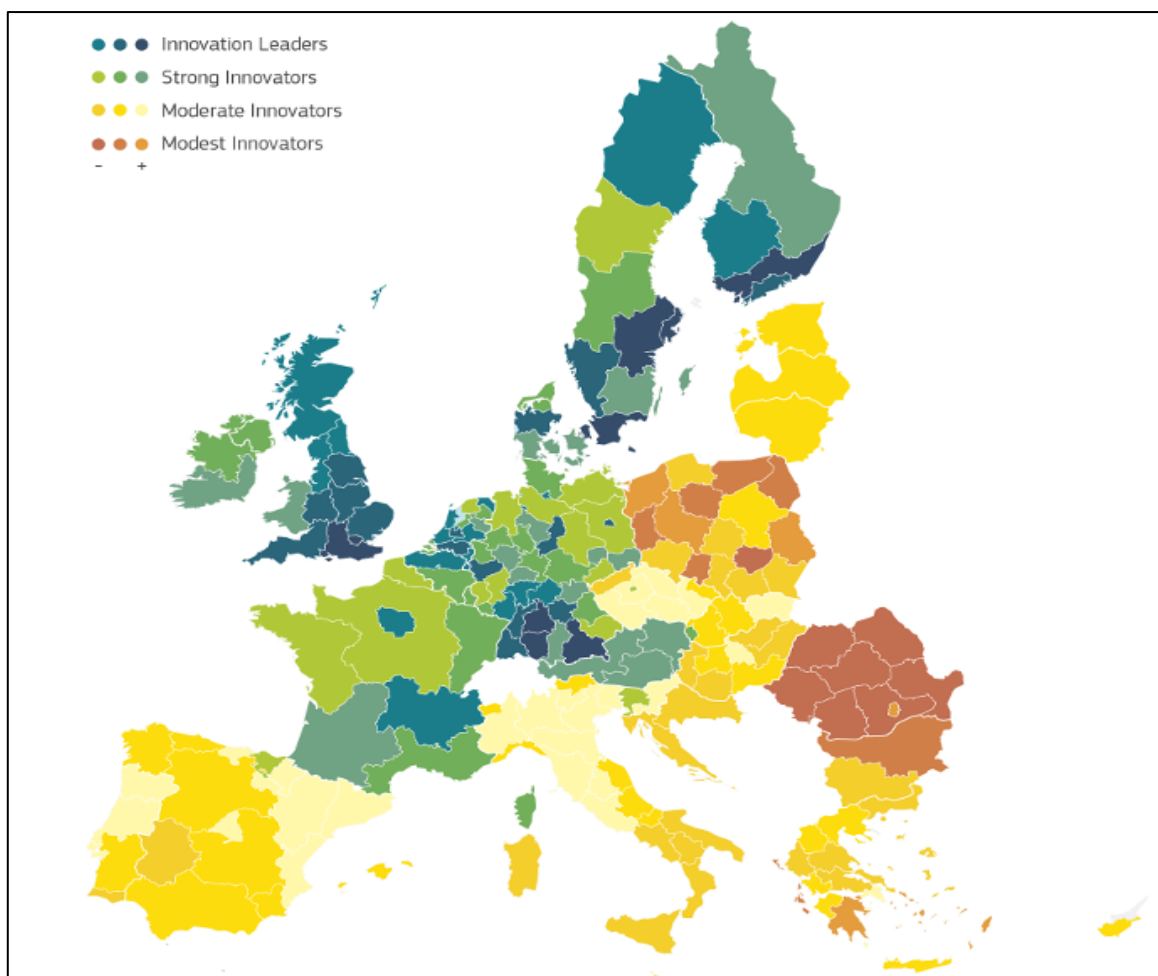 Innovation Leaders
Strong Innovators
Moderate Innovators
Modest Innovators
- +